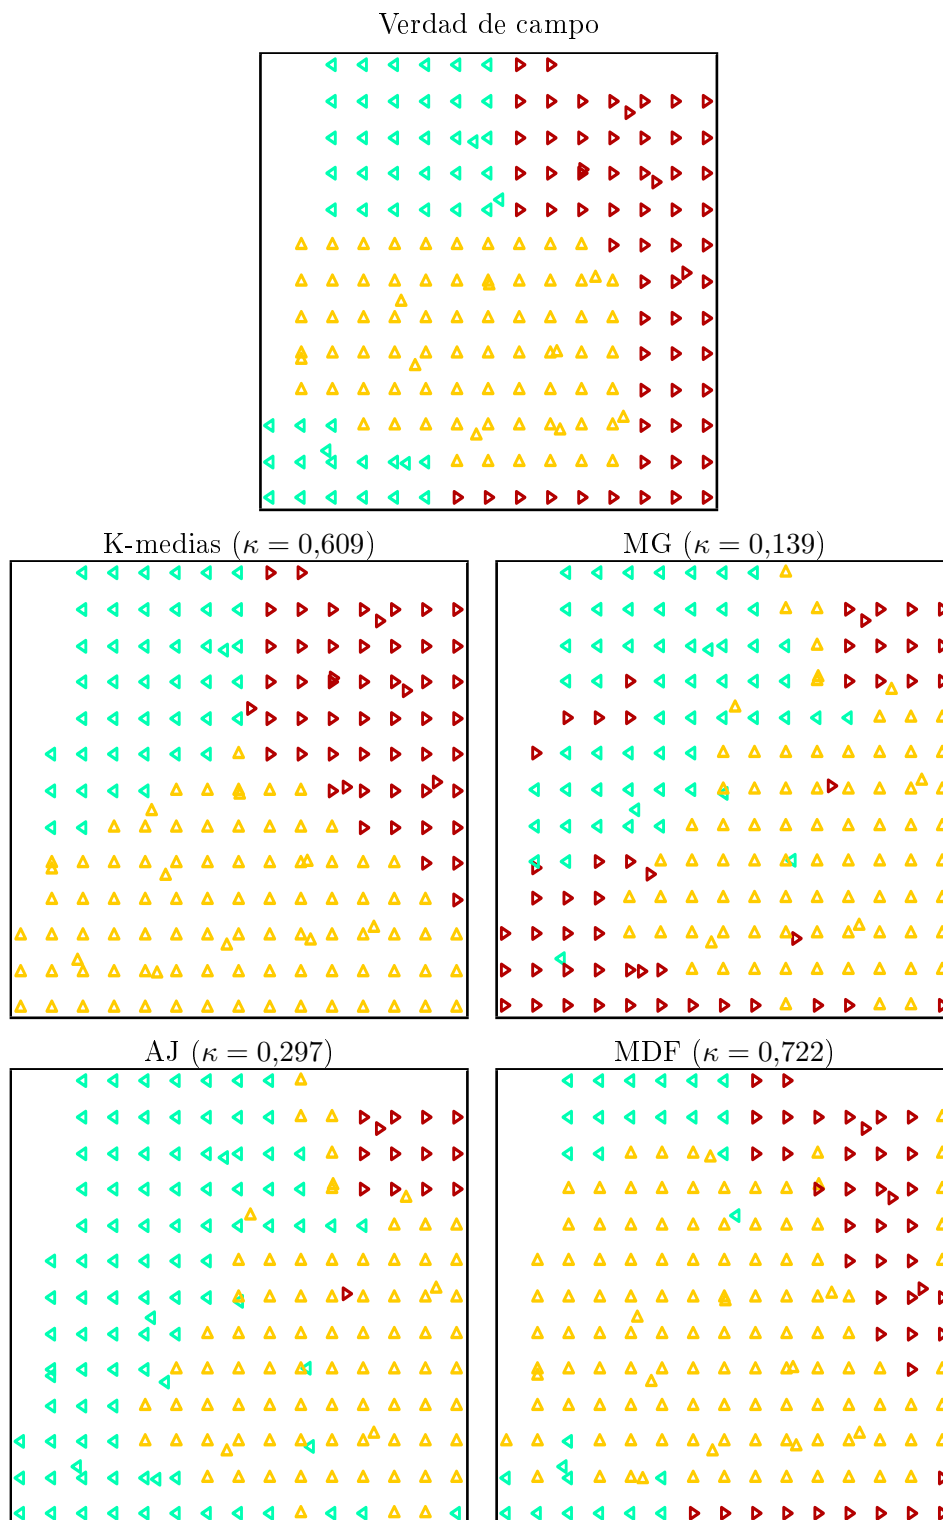 Verdad de campo
K-medias (κ = 0,609)
MG (κ = 0,139)
AJ (κ = 0,297)
MDF (κ = 0,722)